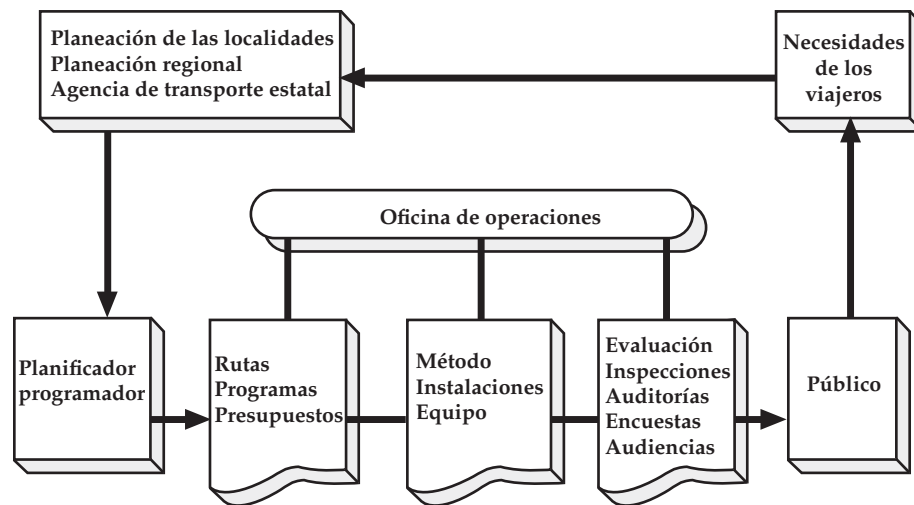 Planeación de las localidades
Planeación regional
Agencia de transporte estatal
Necesidades
de los
viajeros
Oficina de operaciones
Planificador
programador
Rutas
Programas
Presupuestos
Método
Instalaciones
Equipo
Evaluación
Inspecciones
Auditorías
Encuestas
Audiencias
Público